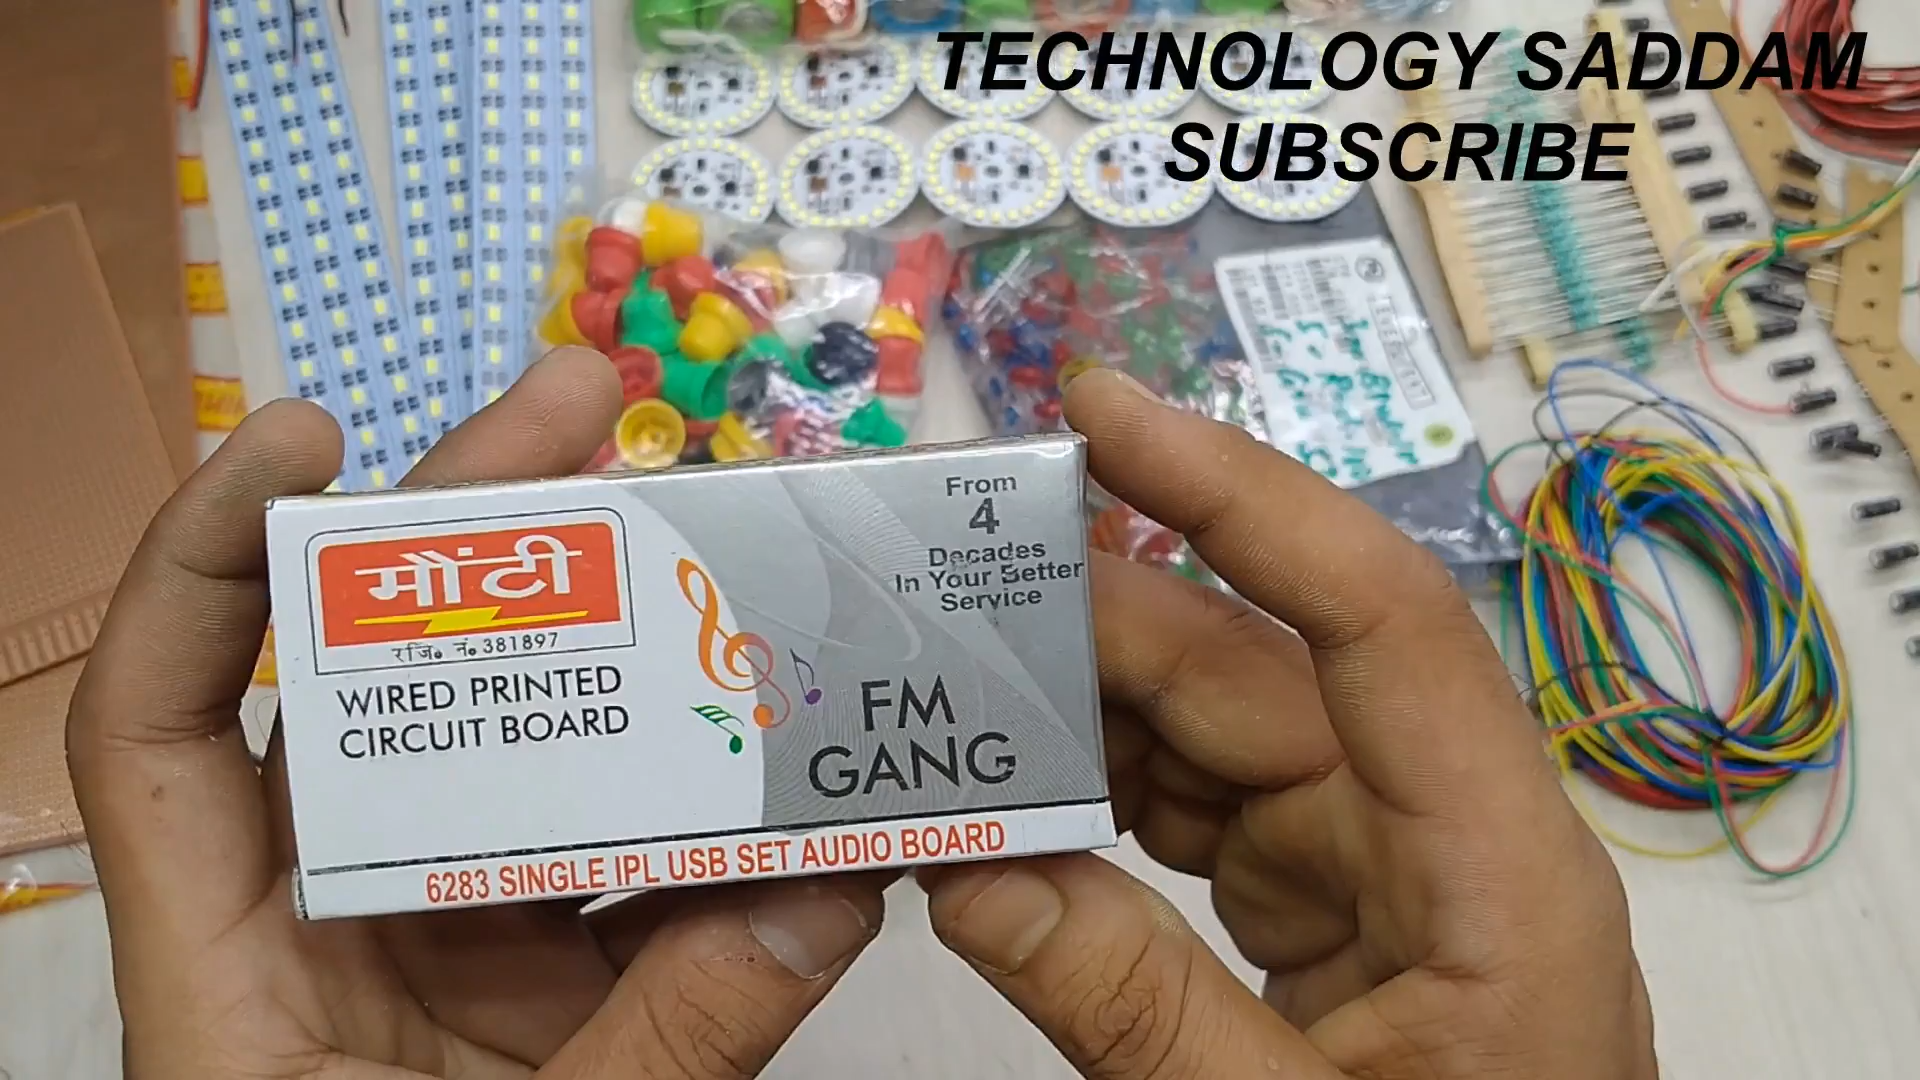 TECHNOLOGY SADDAM
SUBSCRIBE
From
4
Decades
In Your Better
Service
मौंटी
रजि॰ नं॰ 381897
WIRED PRINTED
CIRCUIT BOARD
FM
GANG
6283 SINGLE IPL USB SET AUDIO BOARD